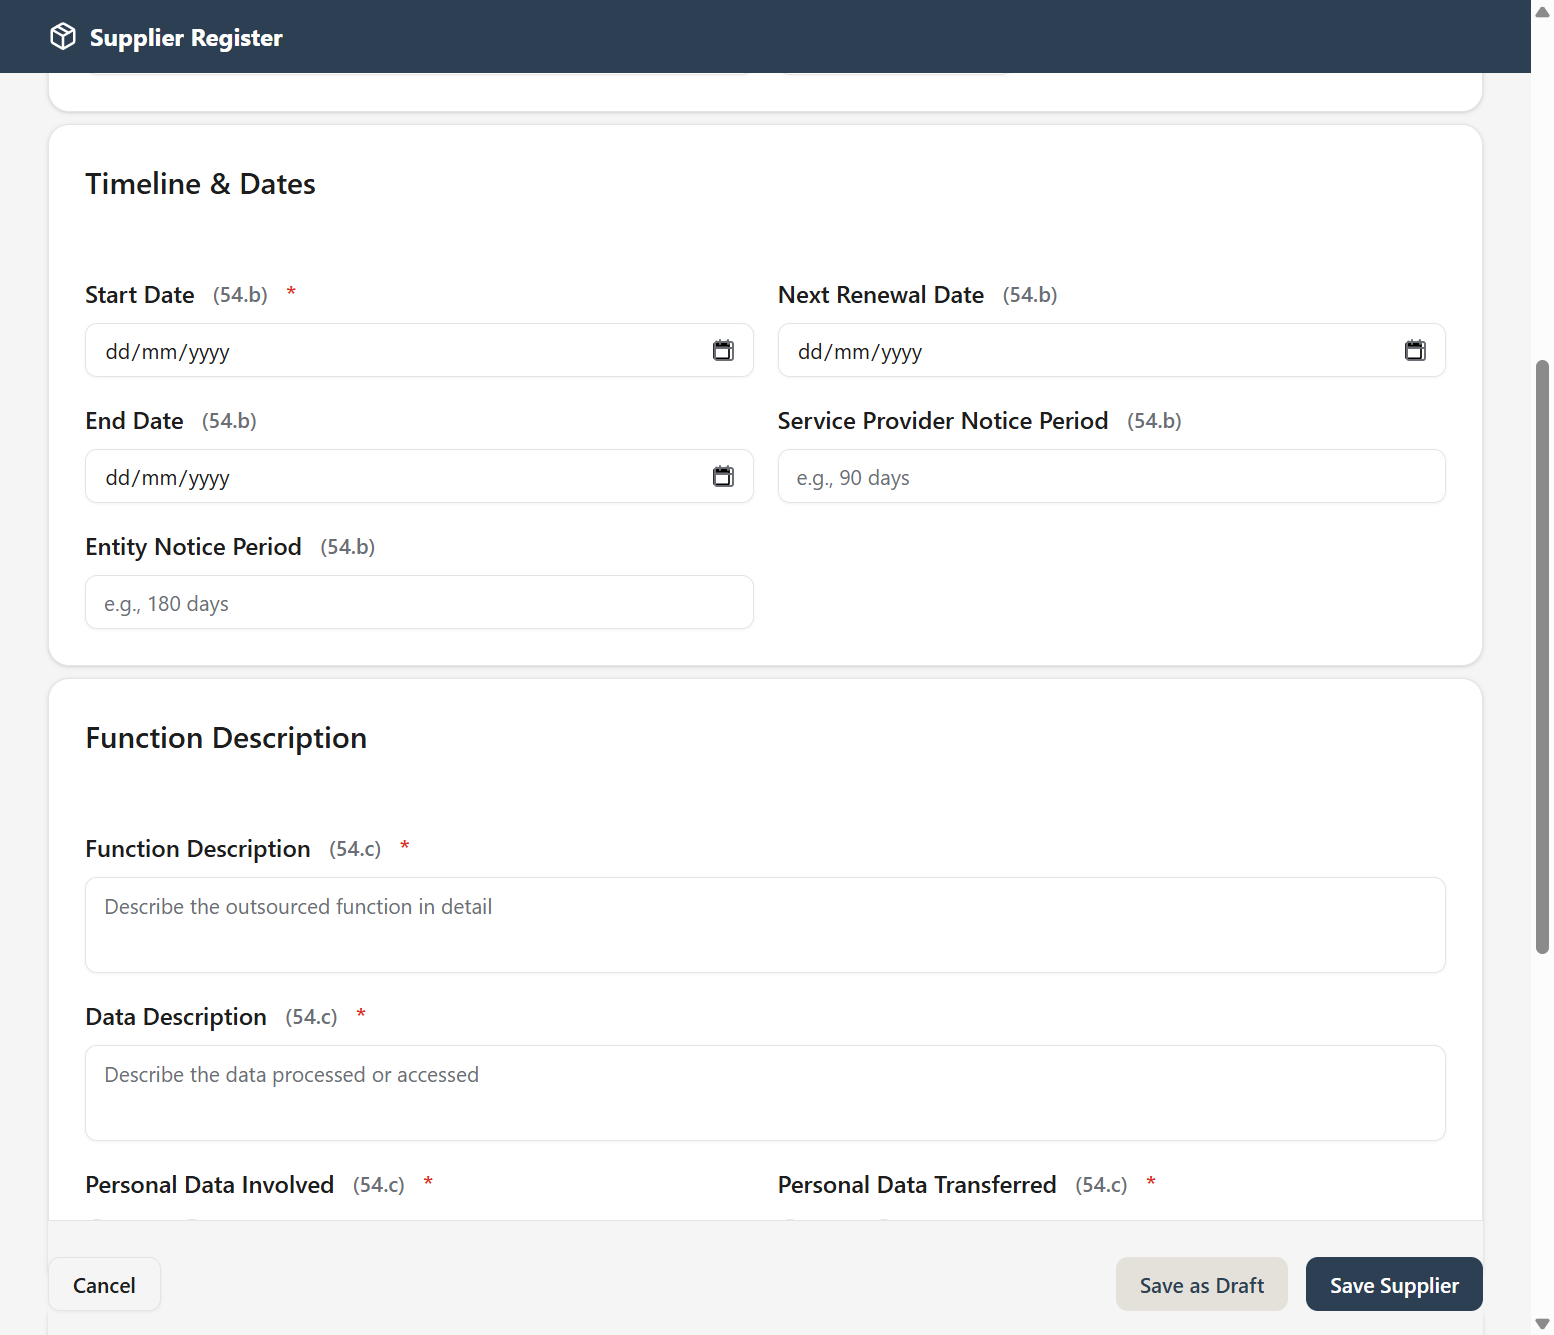 Supplier Register
Timeline & Dates
Start Date (54.b) *
dd/mm/yyyy
Next Renewal Date (54.b)
dd/mm/yyyy
End Date (54.b)
dd/mm/yyyy
Service Provider Notice Period (54.b)
e.g., 90 days
Entity Notice Period (54.b)
e.g., 180 days
Function Description
Function Description (54.c) *
Describe the outsourced function in detail
Data Description (54.c) *
Describe the data processed or accessed
Personal Data Involved (54.c) *
Personal Data Transferred (54.c) *
Cancel
Save as Draft
Save Supplier